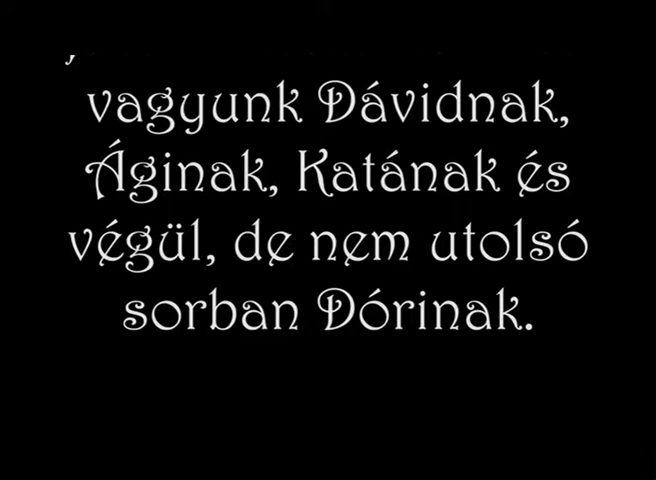 vagyunk Dávidnak,
Áginak, Katának és
végül, de nem utolsó
sorban Dórinak.